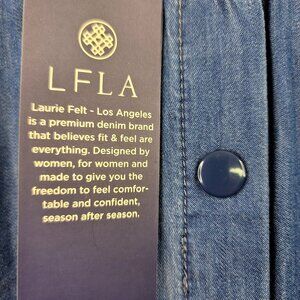 LFLA
Laurie Felt - Los Angeles
is a premium denim brand
that believes fit & feel are
everything. Designed by
women, for women and
made to give you the
freedom to feel comfor-
table and confident,
season after season.